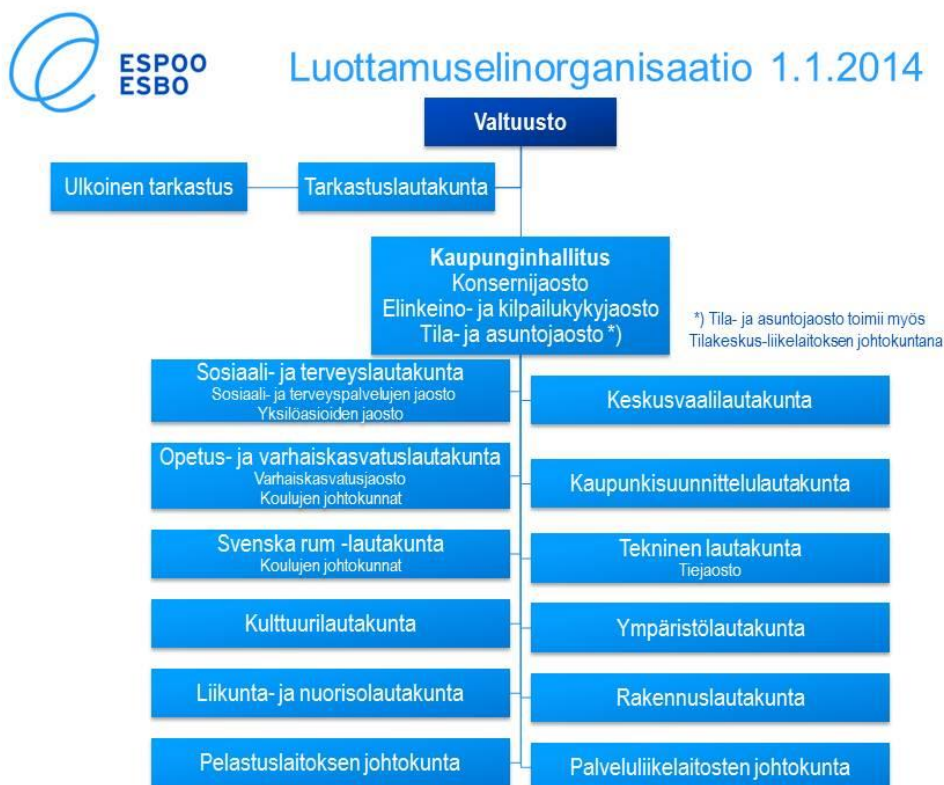 ESPOO
ESBO
Luottamuselinorganisaatio 1.1.2014
Valtuusto
Ulkoinen tarkastus
Tarkastuslautakunta
Kaupunginhallitus
Konsernijaosto
Elinkeino- ja kilpailukykyjaosto
Tila- ja asuntojaosto *)
*) Tila- ja asuntojaosto toimii myös
Tilakeskus-liikelaitoksen johtokuntana
Sosiaali- ja terveyslautakunta
Sosiaali- ja terveyspalvelujen jaosto
Yksilöasioiden jaosto
Keskusvaalilautakunta
Opetus- ja varhaiskasvatuslautakunta
Varhaiskasvatusjaosto
Koulujen johtokunnat
Kaupunkisuunnittelulautakunta
Svenska rum -lautakunta
Koulujen johtokunnat
Tekninen lautakunta
Tiejaosto
Kulttuurilautakunta
Ympäristölautakunta
Liikunta- ja nuorisolautakunta
Rakennuslautakunta
Pelastuslaitoksen johtokunta
Palveluliikelaitosten johtokunta